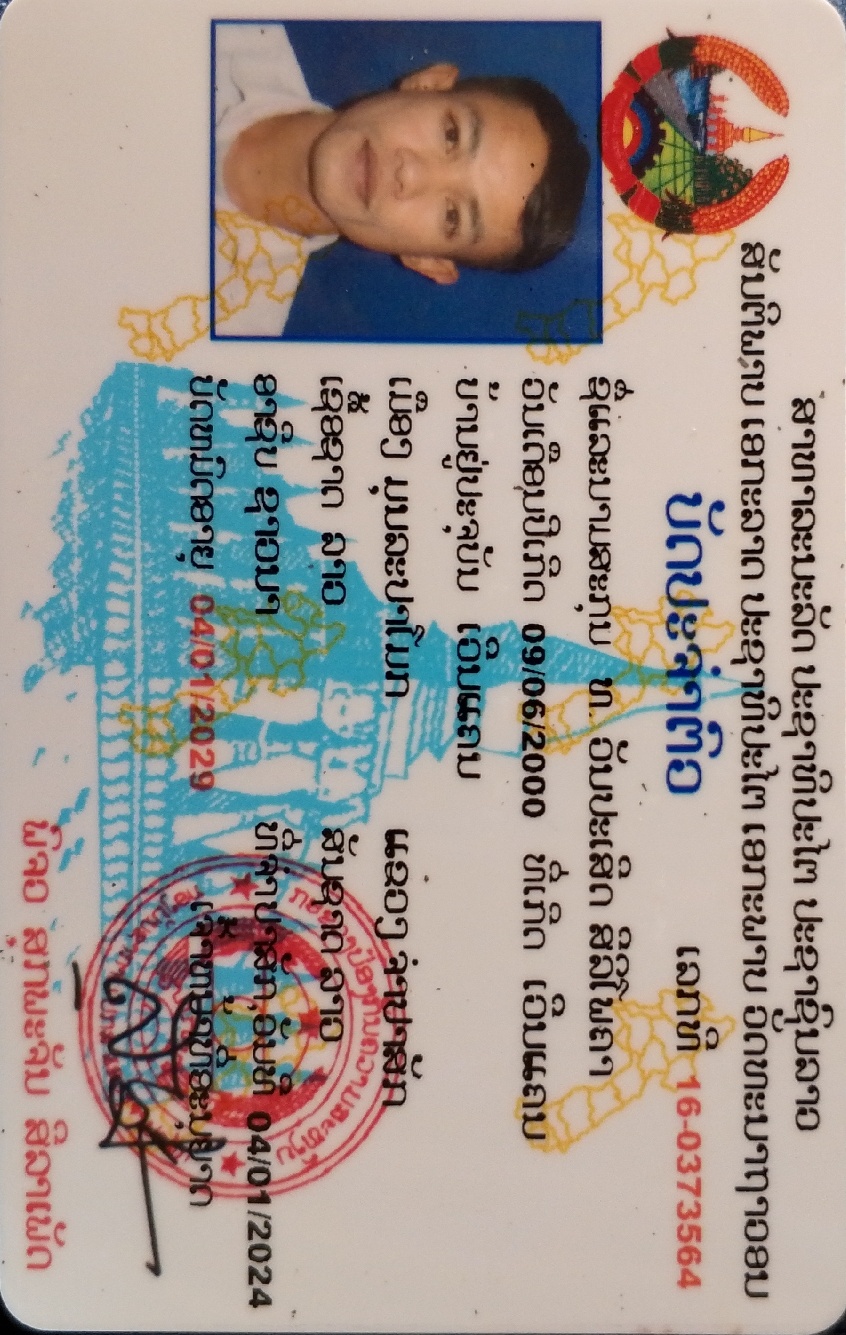 ສາທາລະນະລັດ ປະຊາທິປະໄຕ ປະຊາຊົນລາວ
ສັນຕິພາບ ເອກະລາດ ປະຊາທິປະໄຕ ເອກະພາບ ວັດທະນາຖາວອນ
ບັດປະຈຳຕົວ
ເລກທີ 16-0373564
ຊື່ແລະນາມສະກຸນ ທ. ວັນປະເສີດ ສີລິໂພຄາ
ວັນເດືອນປີເກີດ 09/06/2000 ທີ່ເກີດ ເວີນແຄນ
ບ້ານຢູ່ປະຈຸບັນ ເວີນແຄນ
ເມືອງ ມຸນລະປາໂມກ ແຂວງ ຈຳປາສັກ
ເຊື້ອຊາດ ລາວ ສັນຊາດ ລາວ
ອາຊີບ ຊາວນາ ທີ່ ຈຳປາສັກ ວັນທີ 04/01/2024
ບັດຫມົດອາຍຸ 04/01/2029 ເຈົ້າຫນ້າທີ່ອະນຸຍາດ
ພົຈວ ສຸກພະຈັນ ສີລາເພັດ